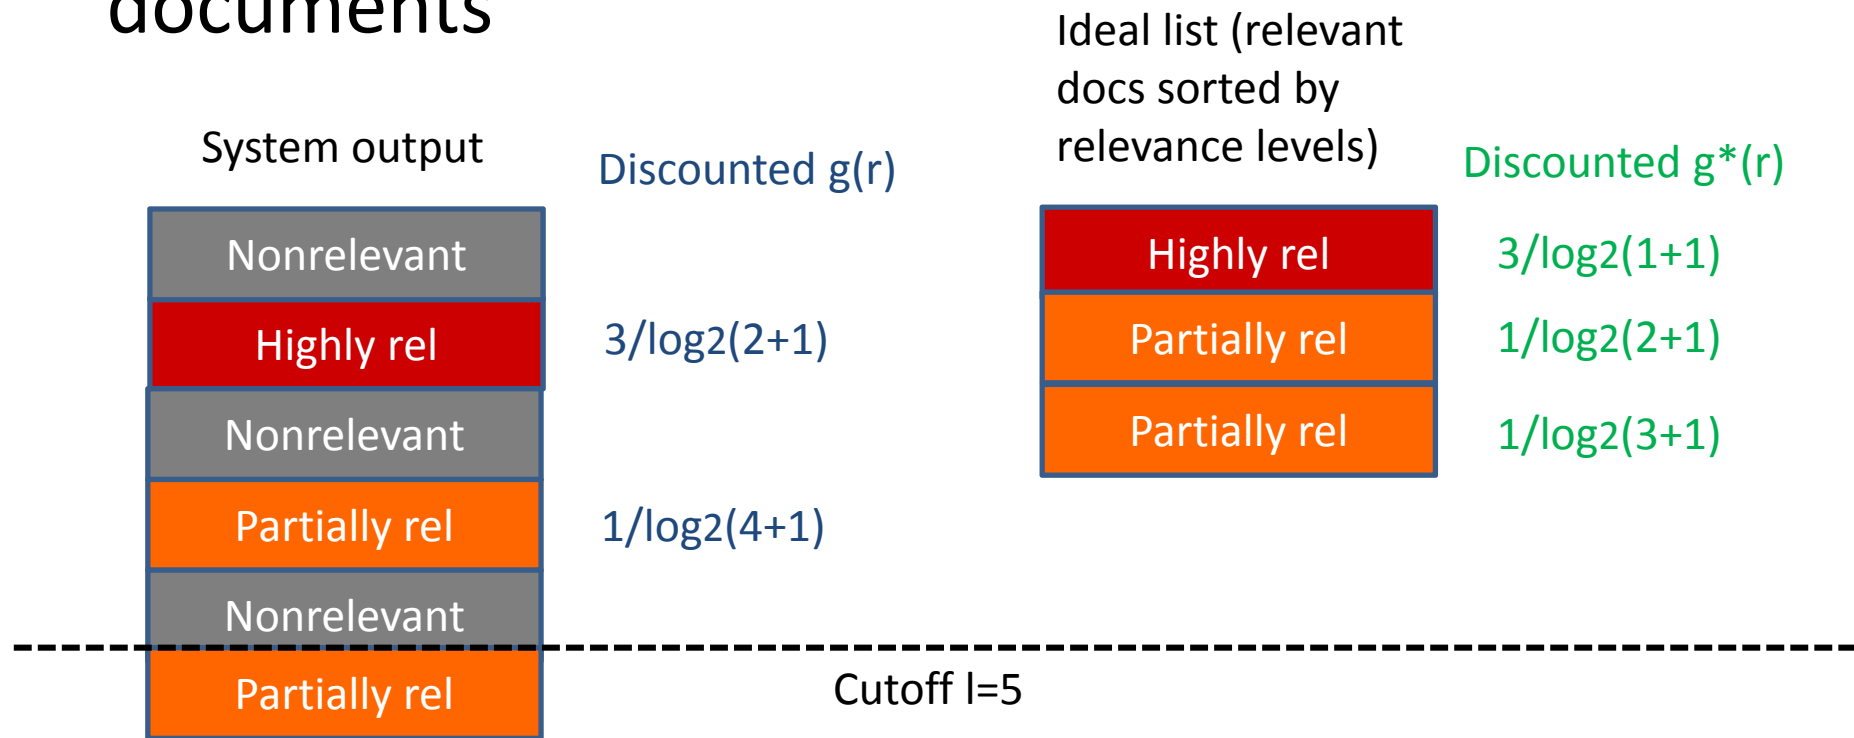 documents
Ideal list (relevant
docs sorted by
relevance levels)
System output
Discounted g(r)
Discounted g*(r)
Nonrelevant
Highly rel
3/log2(1+1)
Highly rel
3/log2(2+1)
Partially rel
1/log2(2+1)
Nonrelevant
Partially rel
1/log2(3+1)
Partially rel
1/log2(4+1)
Nonrelevant
Partially rel
Cutoff l=5